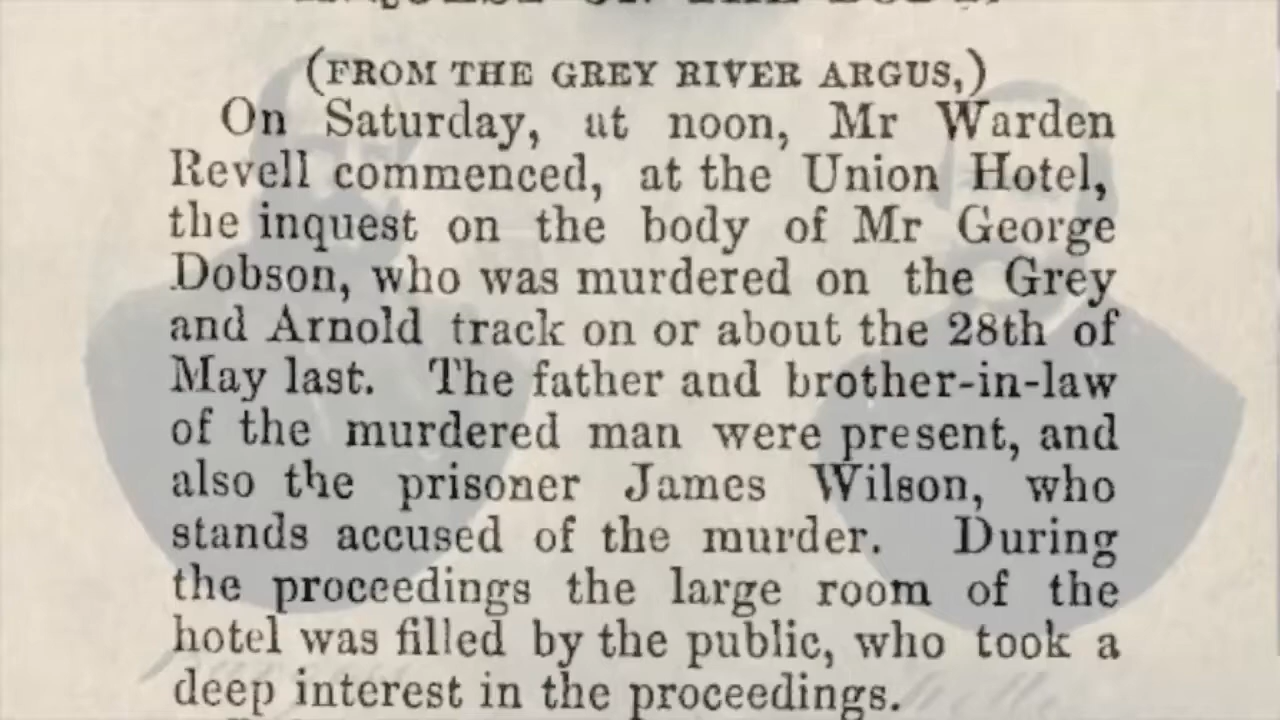 (FROM THE GREY RIVER ARGUS,)
On Saturday, at noon, Mr Warden
Revell commenced, at the Union Hotel,
the inquest on the body of Mr George
Dobson, who was murdered on the Grey
and Arnold track on or about the 28th of
May last. The father and brother-in-law
of the murdered man were present, and
also the prisoner James Wilson, who
stands accused of the murder. During
the proceedings the large room of the
hotel was filled by the public, who took a
deep interest in the proceedings.